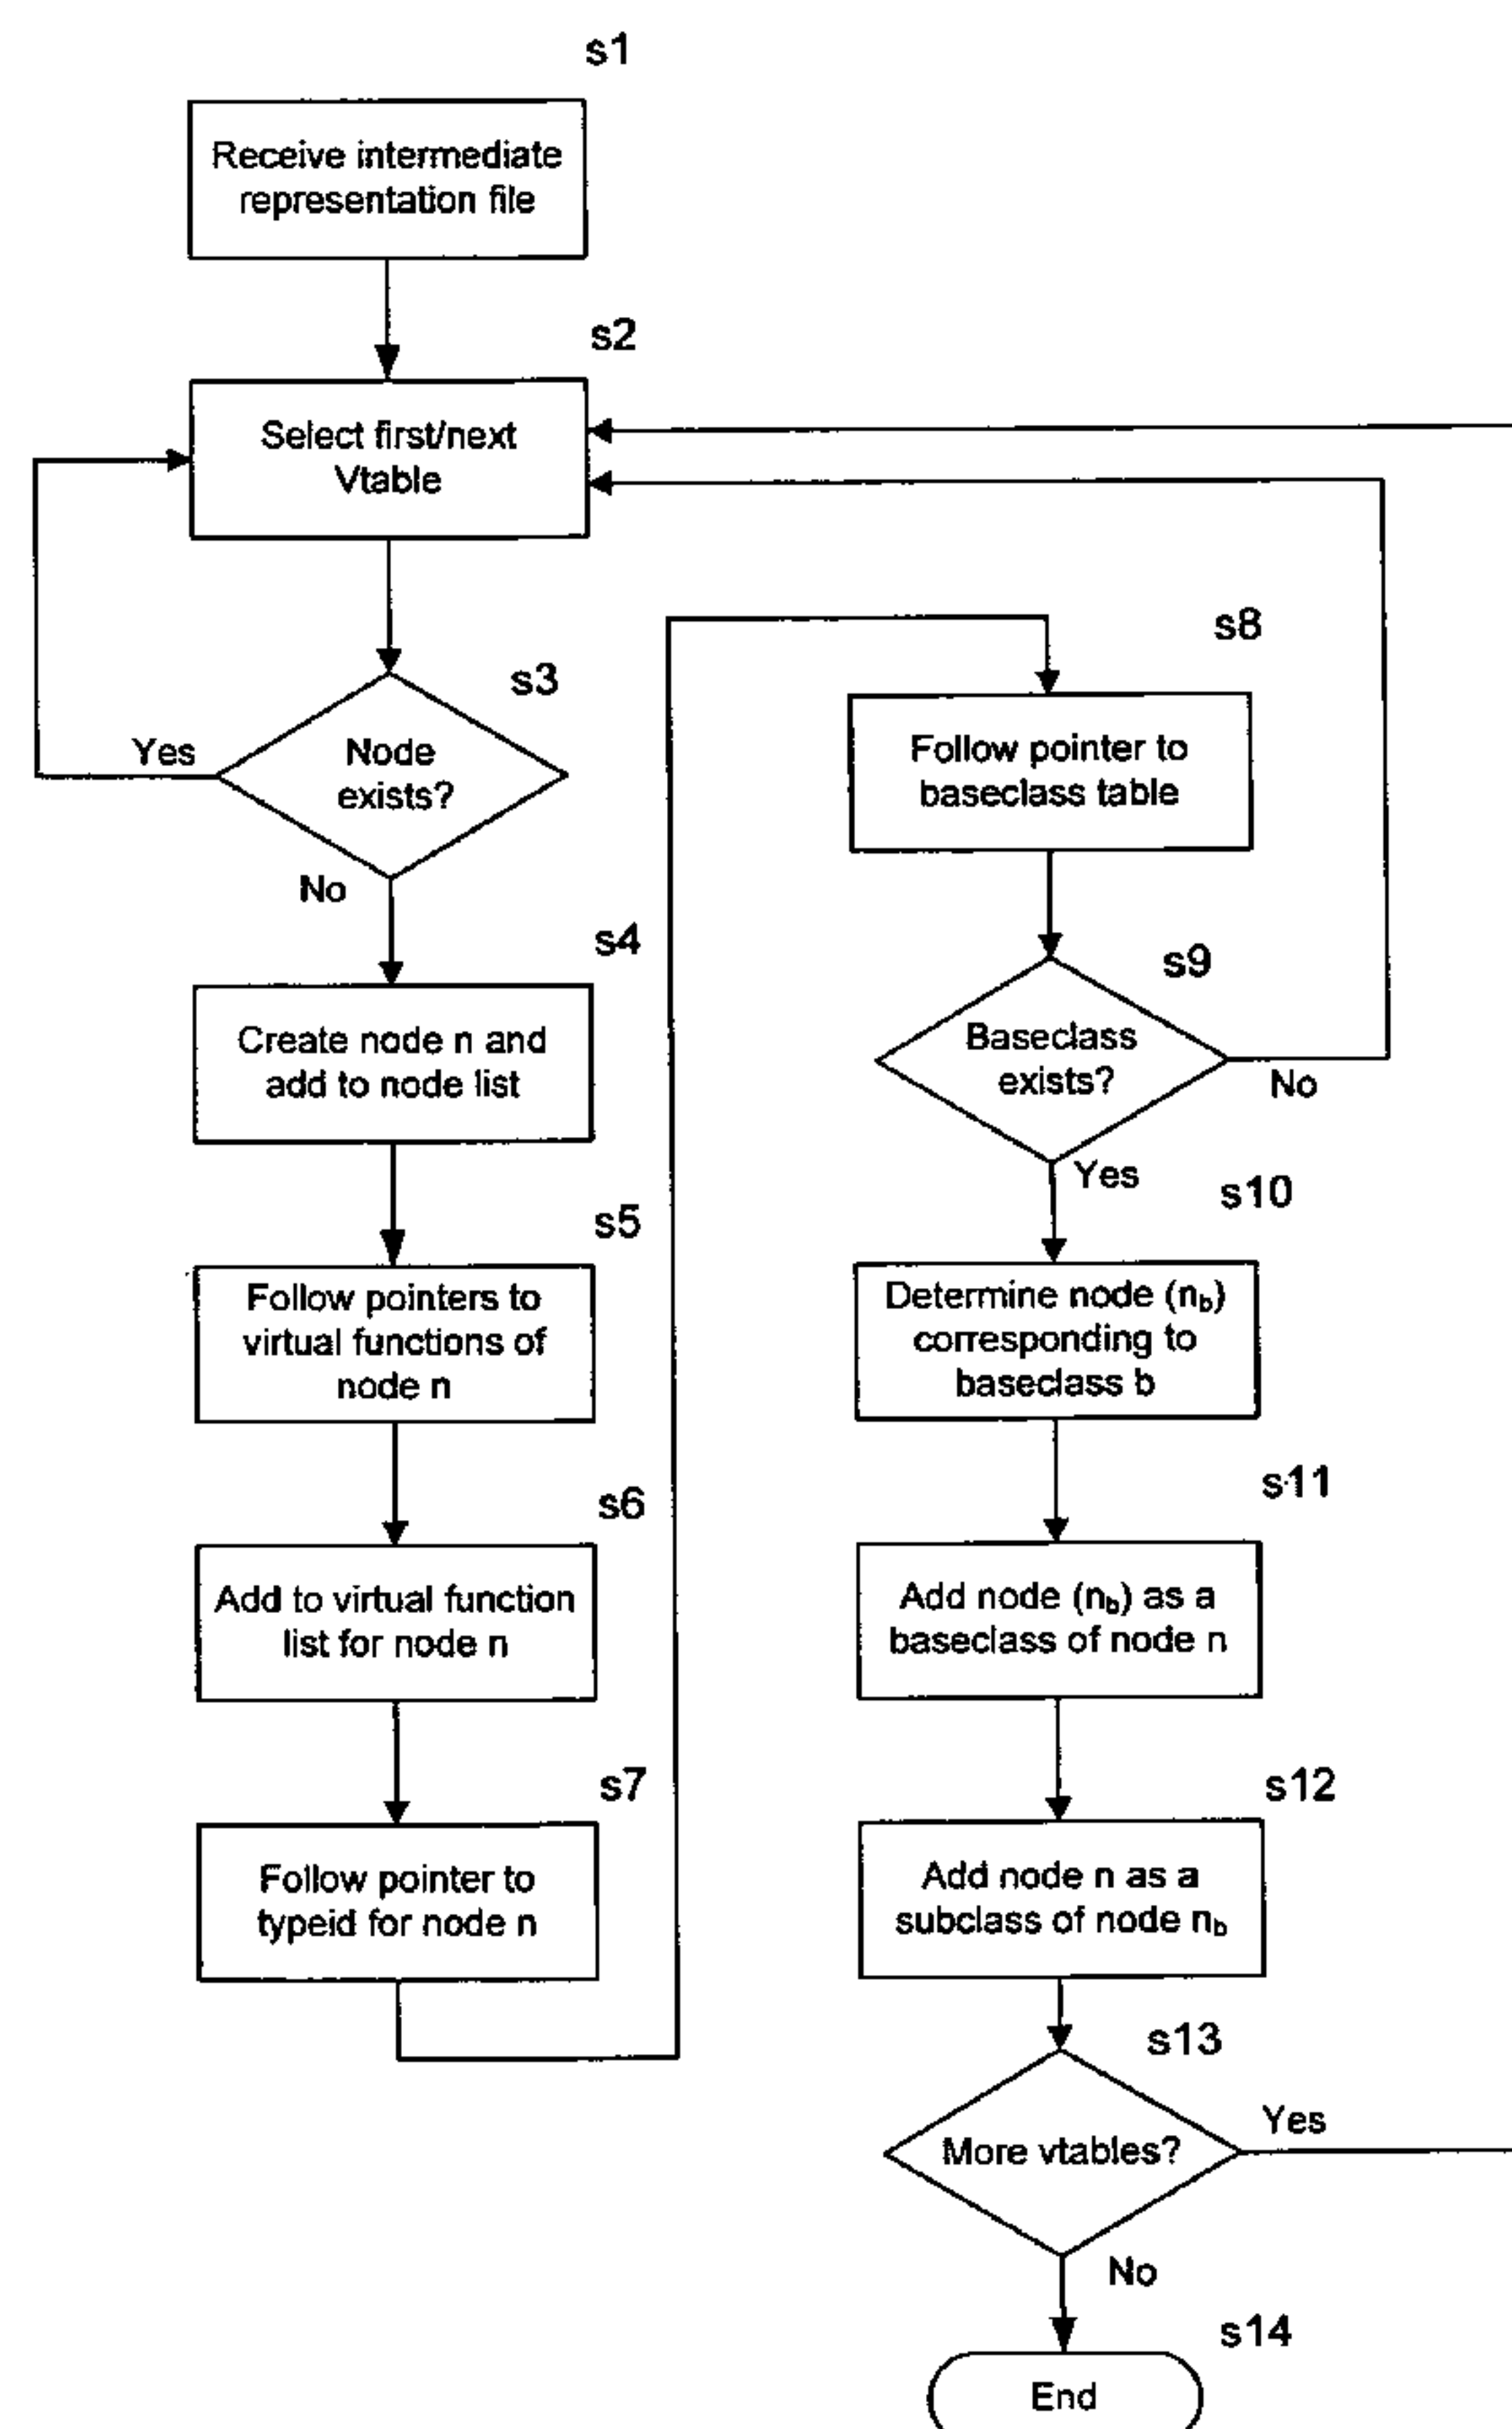 s1
Receive intermediate
representation file
s2
Select first/next
Vtable
s3
Node
exists?
Yes
No
s4
Create node n and
add to node list
s5
Follow pointers to
virtual functions of
node n
s6
Add to virtual function
list for node n
s7
Follow pointer to
typeid for node n
s8
Follow pointer to
baseclass table
s9
Baseclass
exists?
No
Yes
s10
Determine node (nb)
corresponding to
baseclass b
s11
Add node (nb) as a
baseclass of node n
s12
Add node n as a
subclass of node nb
s13
More vtables?
Yes
No
s14
End